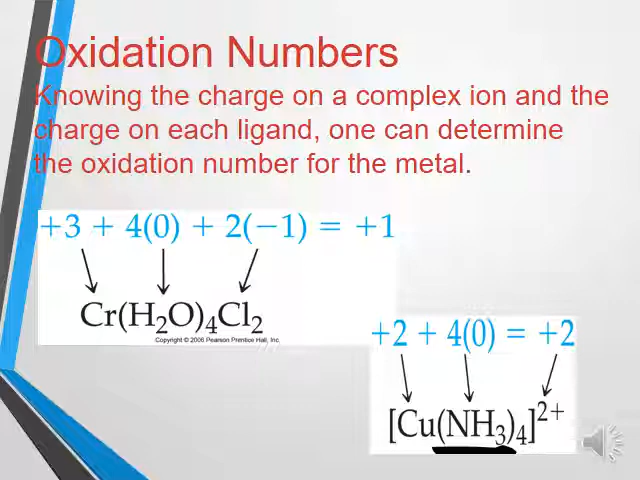 Oxidation Numbers
Knowing the charge on a complex ion and the
charge on each ligand, one can determine
the oxidation number for the metal.
+3 + 4(0) + 2(−1) = +1
Cr(H₂O)₄Cl₂
Copyright © 2006 Pearson Prentice Hall, Inc.
+2 + 4(0) = +2
[Cu(NH₃)₄]²⁺